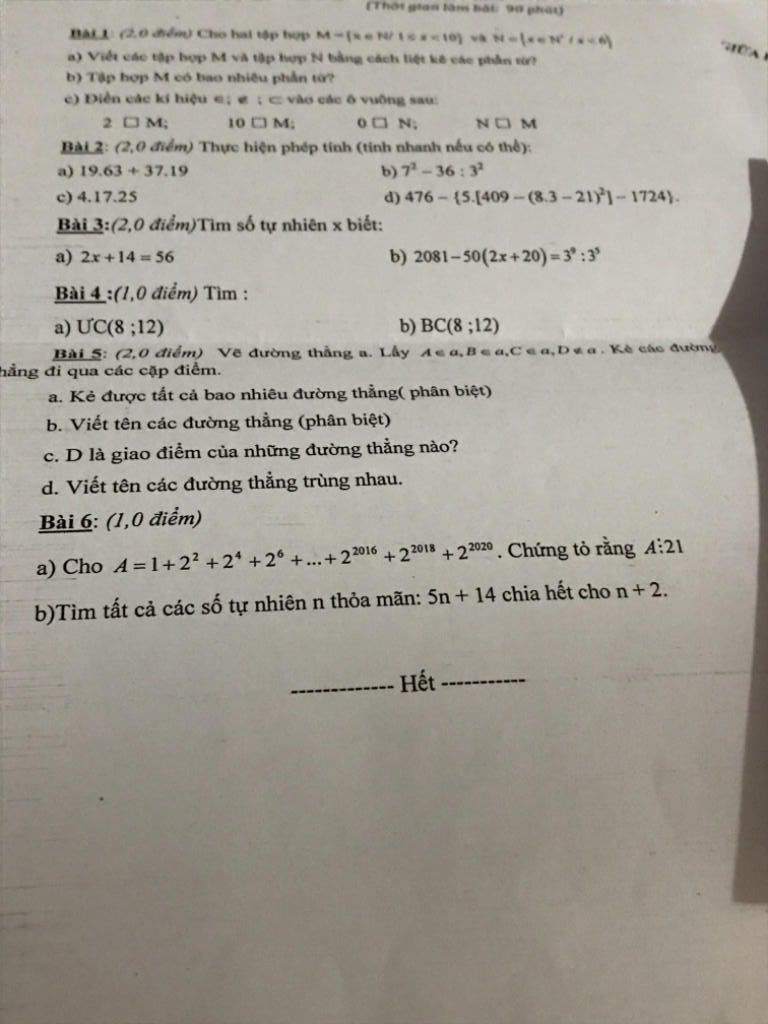 (Thời gian làm bài: 90 phút)
Bài 1: (2,0 điểm) Cho hai tập hợp M = {x ∈ N/ 1 ≤ x < 10} và N = {x ∈ N* / x < 6}
a) Viết các tập hợp M và tập hợp N bằng cách liệt kê các phần tử?
b) Tập hợp M có bao nhiêu phần tử?
c) Điền các kí hiệu ∈; ∉ ; ⊂ vào các ô vuông sau:
2 □ M; 10 □ M; 0 □ N; N □ M
Bài 2: (2,0 điểm) Thực hiện phép tính (tính nhanh nếu có thể):
a) 19.63 + 37.19 b) 7² – 36 : 3²
c) 4.17.25 d) 476 – {5.[409 – (8.3 – 21)²] – 1724}.
Bài 3:(2,0 điểm)Tìm số tự nhiên x biết:
a) 2x + 14 = 56 b) 2081 – 50(2x + 20) = 3⁹ : 3⁵
Bài 4 :(1,0 điểm) Tìm :
a) ƯC(8 ;12) b) BC(8 ;12)
Bài 5: (2,0 điểm) Vẽ đường thẳng a. Lấy A ∈ a, B ∈ a, C ∈ a, D ∉ a . Kẻ các đường
hẳng đi qua các cặp điểm.
a. Kẻ được tất cả bao nhiêu đường thẳng( phân biệt)
b. Viết tên các đường thẳng (phân biệt)
c. D là giao điểm của những đường thẳng nào?
d. Viết tên các đường thẳng trùng nhau.
Bài 6: (1,0 điểm)
a) Cho A = 1 + 2² + 2⁴ + 2⁶ + ... + 2²⁰¹⁶ + 2²⁰¹⁸ + 2²⁰²⁰ . Chứng tỏ rằng A⋮21
b)Tìm tất cả các số tự nhiên n thỏa mãn: 5n + 14 chia hết cho n + 2.
------------- Hết -----------